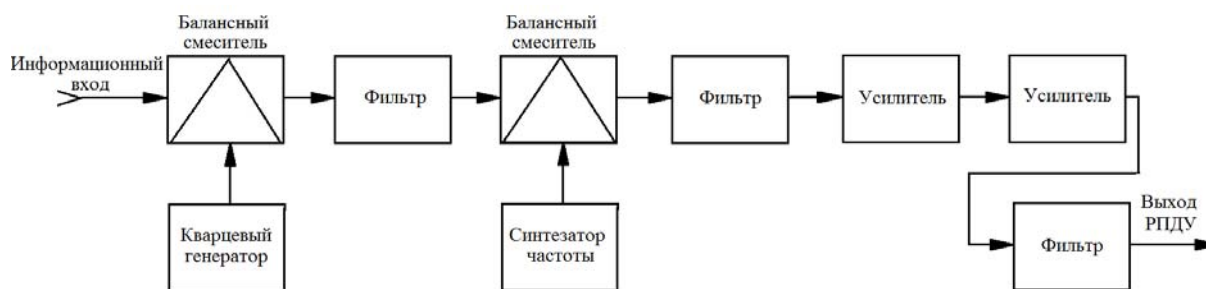 Балансный
смеситель
Балансный
смеситель
Информационный
вход
Фильтр
Фильтр
Усилитель
Усилитель
Кварцевый
генератор
Синтезатор
частоты
Фильтр
Выход
РПДУ